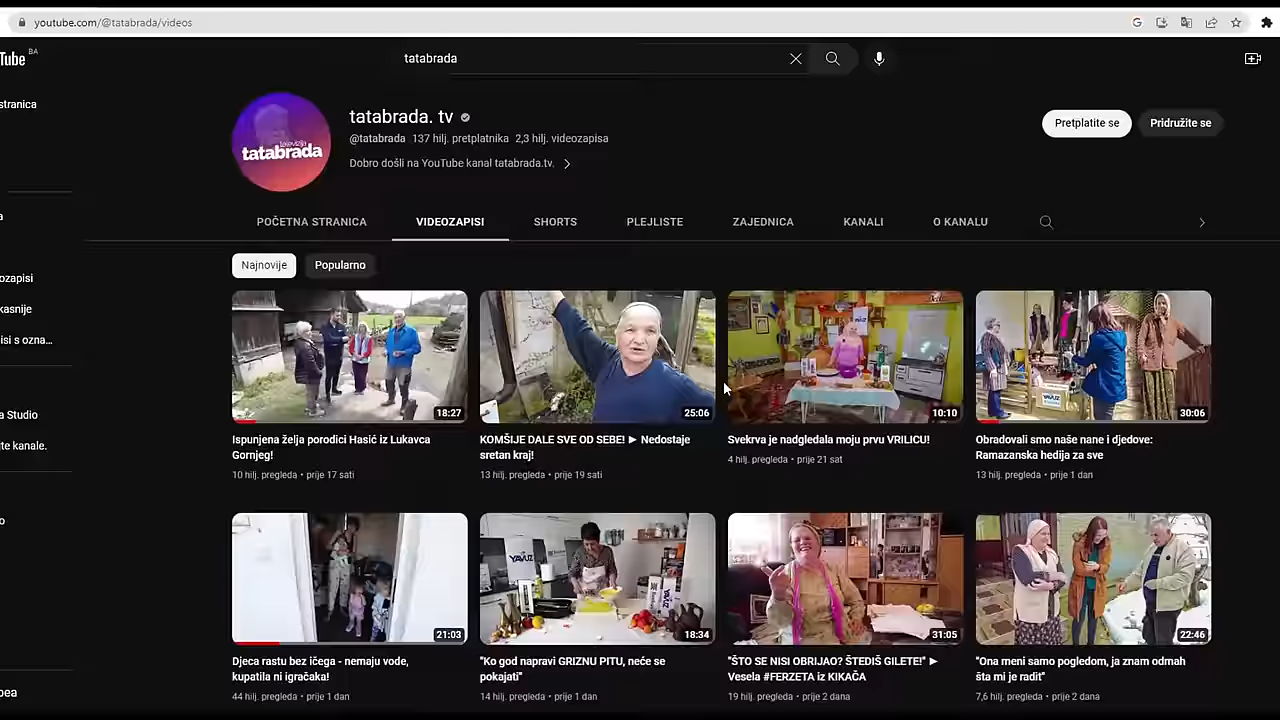 youtube.com/@tatabrada/videos
Tube BA
tatabrada
stranica
televizija
tatabrada
tatabrada. tv
@tatabrada 137 hilj. pretplatnika 2,3 hilj. videozapisa
Dobro došli na YouTube kanal tatabrada.tv.
Pretplatite se
Pridružite se
POČETNA STRANICA
VIDEOZAPISI
SHORTS
PLEJLISTE
ZAJEDNICA
KANALI
O KANALU
a
ozapisi
kasnije
isi s ozna...
a Studio
jte kanale.
o
pea
Najnovije
Popularno
18:27
25:06
10:10
YAVUZ
30:06
Ispunjena želja porodici Hasić iz Lukavca
Gornjeg!
10 hilj. pregleda • prije 17 sati
KOMŠIJE DALE SVE OD SEBE! ► Nedostaje
sretan kraj!
13 hilj. pregleda • prije 19 sati
Svekrva je nadgledala moju prvu VRILICU!
4 hilj. pregleda • prije 21 sat
Obradovali smo naše nane i djedove:
Ramazanska hedija za sve
13 hilj. pregleda • prije 1 dan
21:03
YAVUZ
YAVUZ
18:34
31:05
22:46
Djeca rastu bez ičega - nemaju vode,
kupatila ni igračaka!
44 hilj. pregleda • prije 1 dan
"Ko god napravi GRIZNU PITU, neće se
pokajati"
14 hilj. pregleda • prije 1 dan
"ŠTO SE NISI OBRIJAO? ŠTEDIŠ GILETE!" ►
Vesela #FERZETA iz KIKAČA
19 hilj. pregleda • prije 2 dana
"Ona meni samo pogledom, ja znam odmah
šta mi je radit"
7,6 hilj. pregleda • prije 2 dana